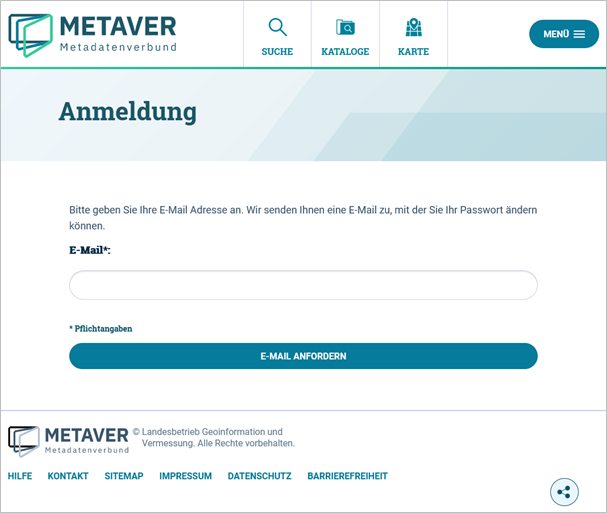 METAVER
Metadatenverbund
SUCHE
KATALOGE
KARTE
MENÜ
Anmeldung
Bitte geben Sie Ihre E-Mail Adresse an. Wir senden Ihnen eine E-Mail zu, mit der Sie Ihr Passwort ändern
können.
E-Mail*:
* Pflichtangaben
E-MAIL ANFORDERN
METAVER
Metadatenverbund
© Landesbetrieb Geoinformation und
Vermessung. Alle Rechte vorbehalten.
HILFE KONTAKT SITEMAP IMPRESSUM DATENSCHUTZ BARRIEREFREIHEIT